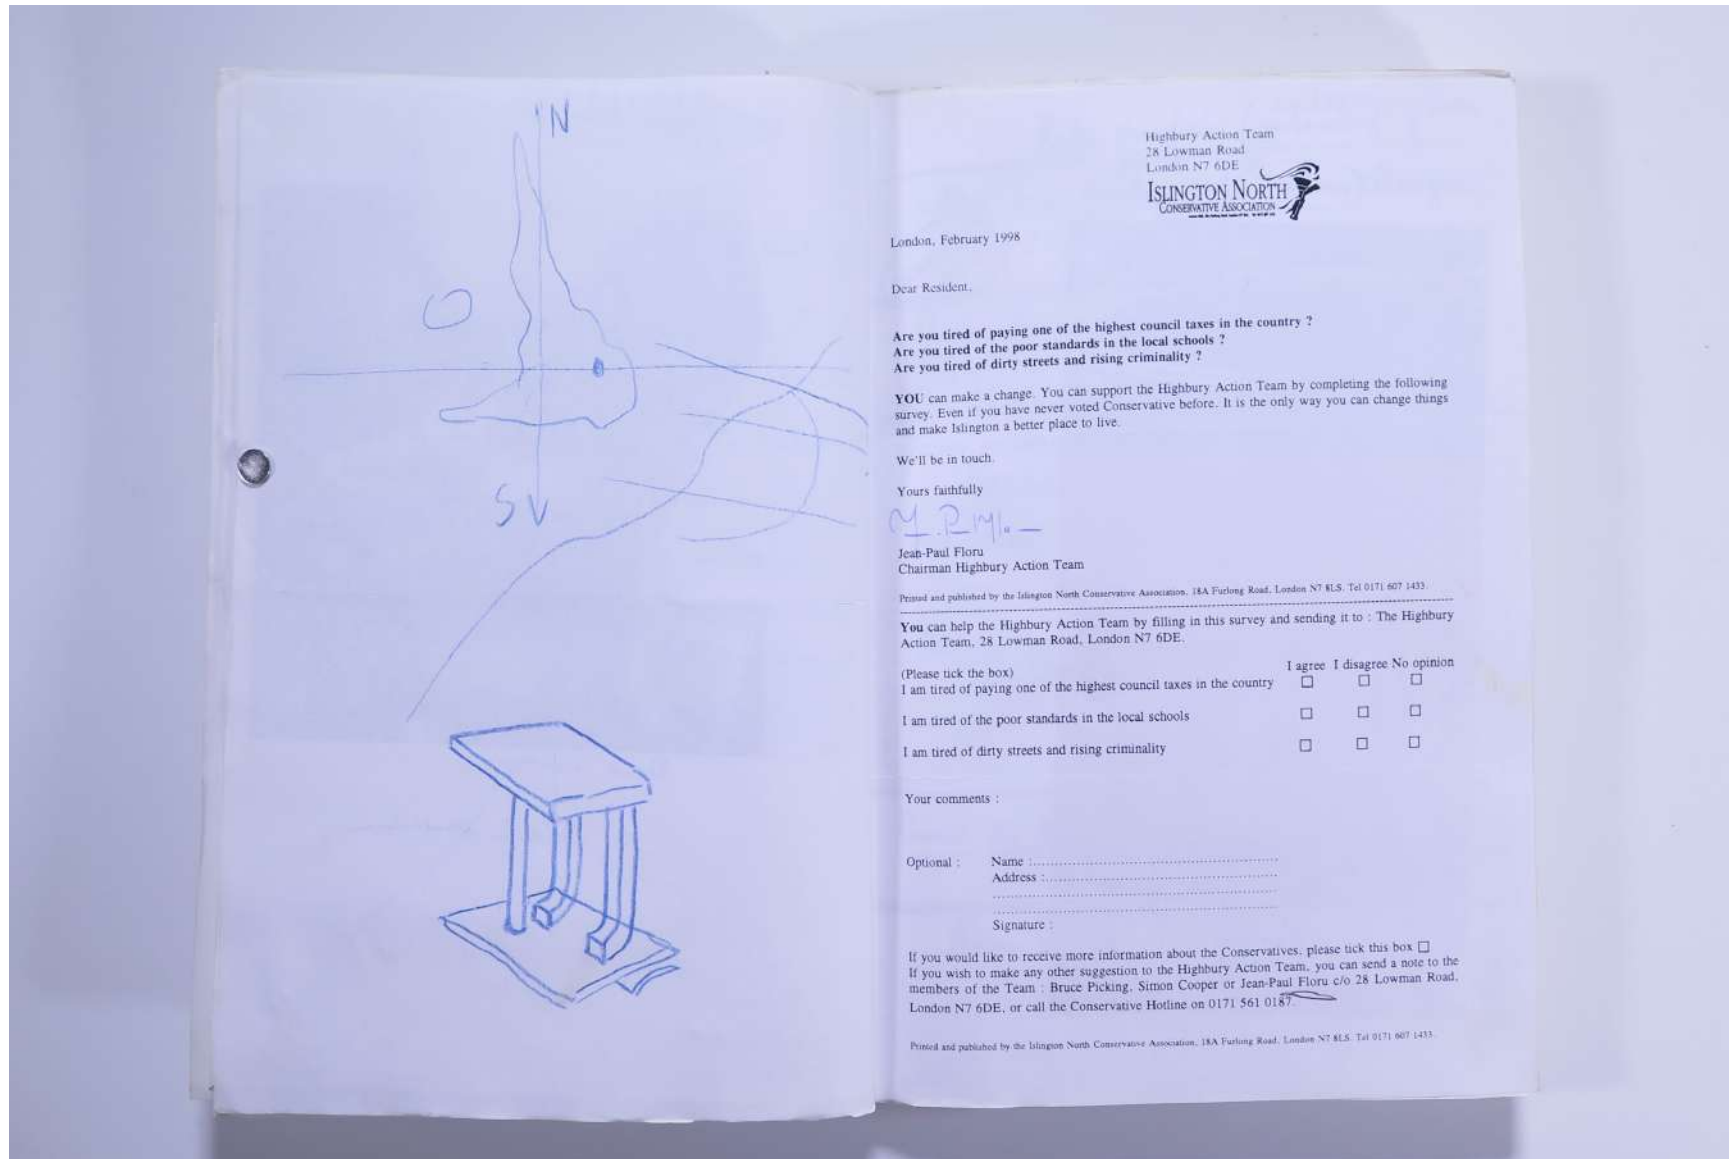 N
O
S
Highbury Action Team
28 Lowman Road
London N7 6DE
ISLINGTON NORTH
CONSERVATIVE ASSOCIATION
London, February 1998
Dear Resident,
Are you tired of paying one of the highest council taxes in the country ?
Are you tired of the poor standards in the local schools ?
Are you tired of dirty streets and rising criminality ?
YOU can make a change. You can support the Highbury Action Team by completing the following
survey. Even if you have never voted Conservative before. It is the only way you can change things
and make Islington a better place to live.
We'll be in touch.
Yours faithfully
Jean-Paul Floru
Chairman Highbury Action Team
Printed and published by the Islington North Conservative Association, 18A Furlong Road, London N7 8LS. Tel 0171 607 1433.
You can help the Highbury Action Team by filling in this survey and sending it to : The Highbury
Action Team, 28 Lowman Road, London N7 6DE.
(Please tick the box) I agree I disagree No opinion
I am tired of paying one of the highest council taxes in the country
I am tired of the poor standards in the local schools
I am tired of dirty streets and rising criminality
Your comments :
Optional : Name :
Address :
Signature :
If you would like to receive more information about the Conservatives, please tick this box
If you wish to make any other suggestion to the Highbury Action Team, you can send a note to the
members of the Team : Bruce Picking, Simon Cooper or Jean-Paul Floru c/o 28 Lowman Road,
London N7 6DE, or call the Conservative Hotline on 0171 561 0187.
Printed and published by the Islington North Conservative Association, 18A Furlong Road, London N7 8LS. Tel 0171 607 1433.